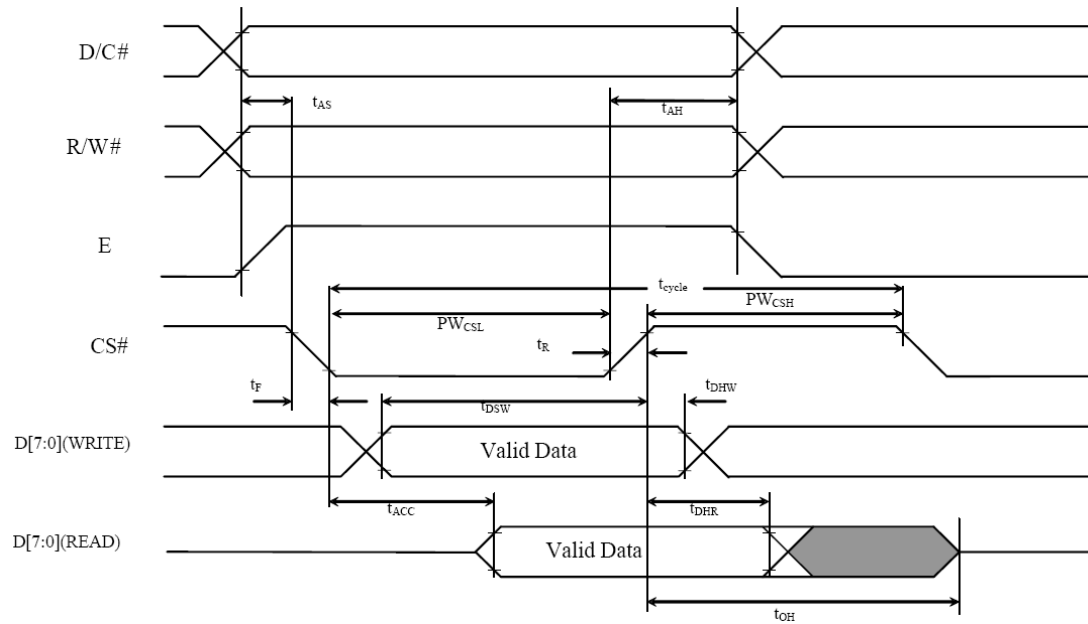 D/C#
tAS
tAH
R/W#
E
tcycle
PWCSL
PWCSH
CS#
tR
tF
tDSW
tDHW
D[7:0](WRITE)
Valid Data
tACC
tDHR
D[7:0](READ)
Valid Data
tOH